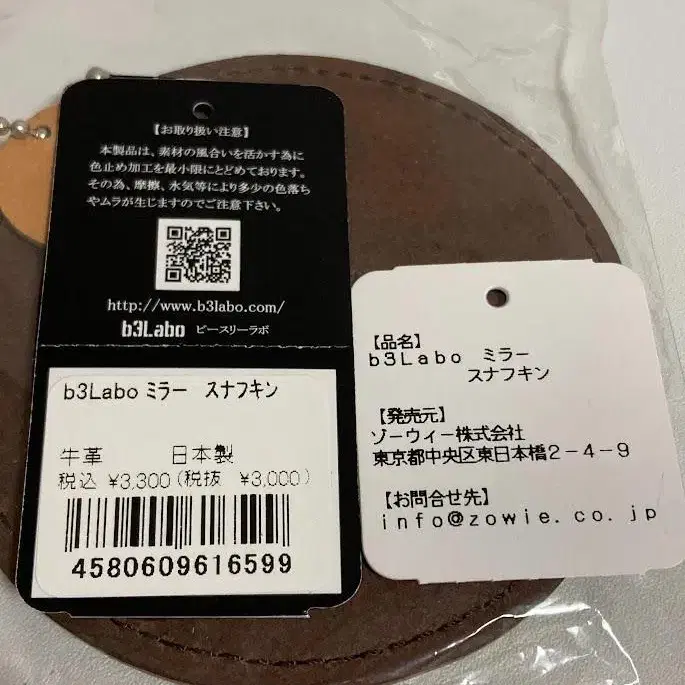 【お取り扱い注意】
本製品は、素材の風合いを活かす為に
色止め加工を最小限にとどめております。
その為、摩擦、水気等により多少の色落ち
やムラが生じますのでご注意下さい。
http://www.b3labo.com/
b3Labo ビースリーラボ
b3Labo ミラー スナフキン
牛革 日本製
税込 ¥3,300(税抜 ¥3,000)
4580609616599
【品名】
b3Labo ミラー
スナフキン
【発売元】
ゾーウィー株式会社
東京都中央区東日本橋2-4-9
【お問合せ先】
info@zowie.co.jp